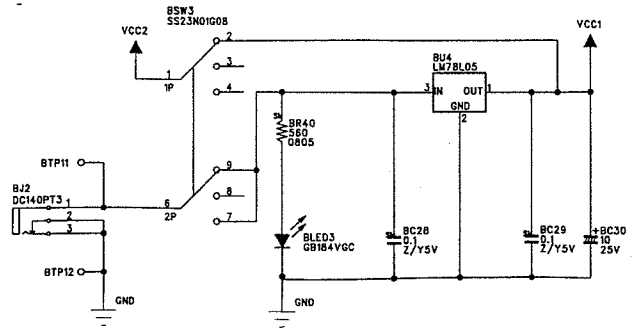 BSW3
SS23N01G08
VCC2
VCC1
2
3
4
1
1P
BU4
LM78L05
3 IN OUT 1
GND
2
BR40
560
0805
BTP11
BJ2
DC140PT3
1
2
3
6
2P
9
8
7
BLED3
GB184VGC
BC28
0.1
Z/Y5V
BC29
0.1
Z/Y5V
+BC30
10
25V
BTP12
GND
GND